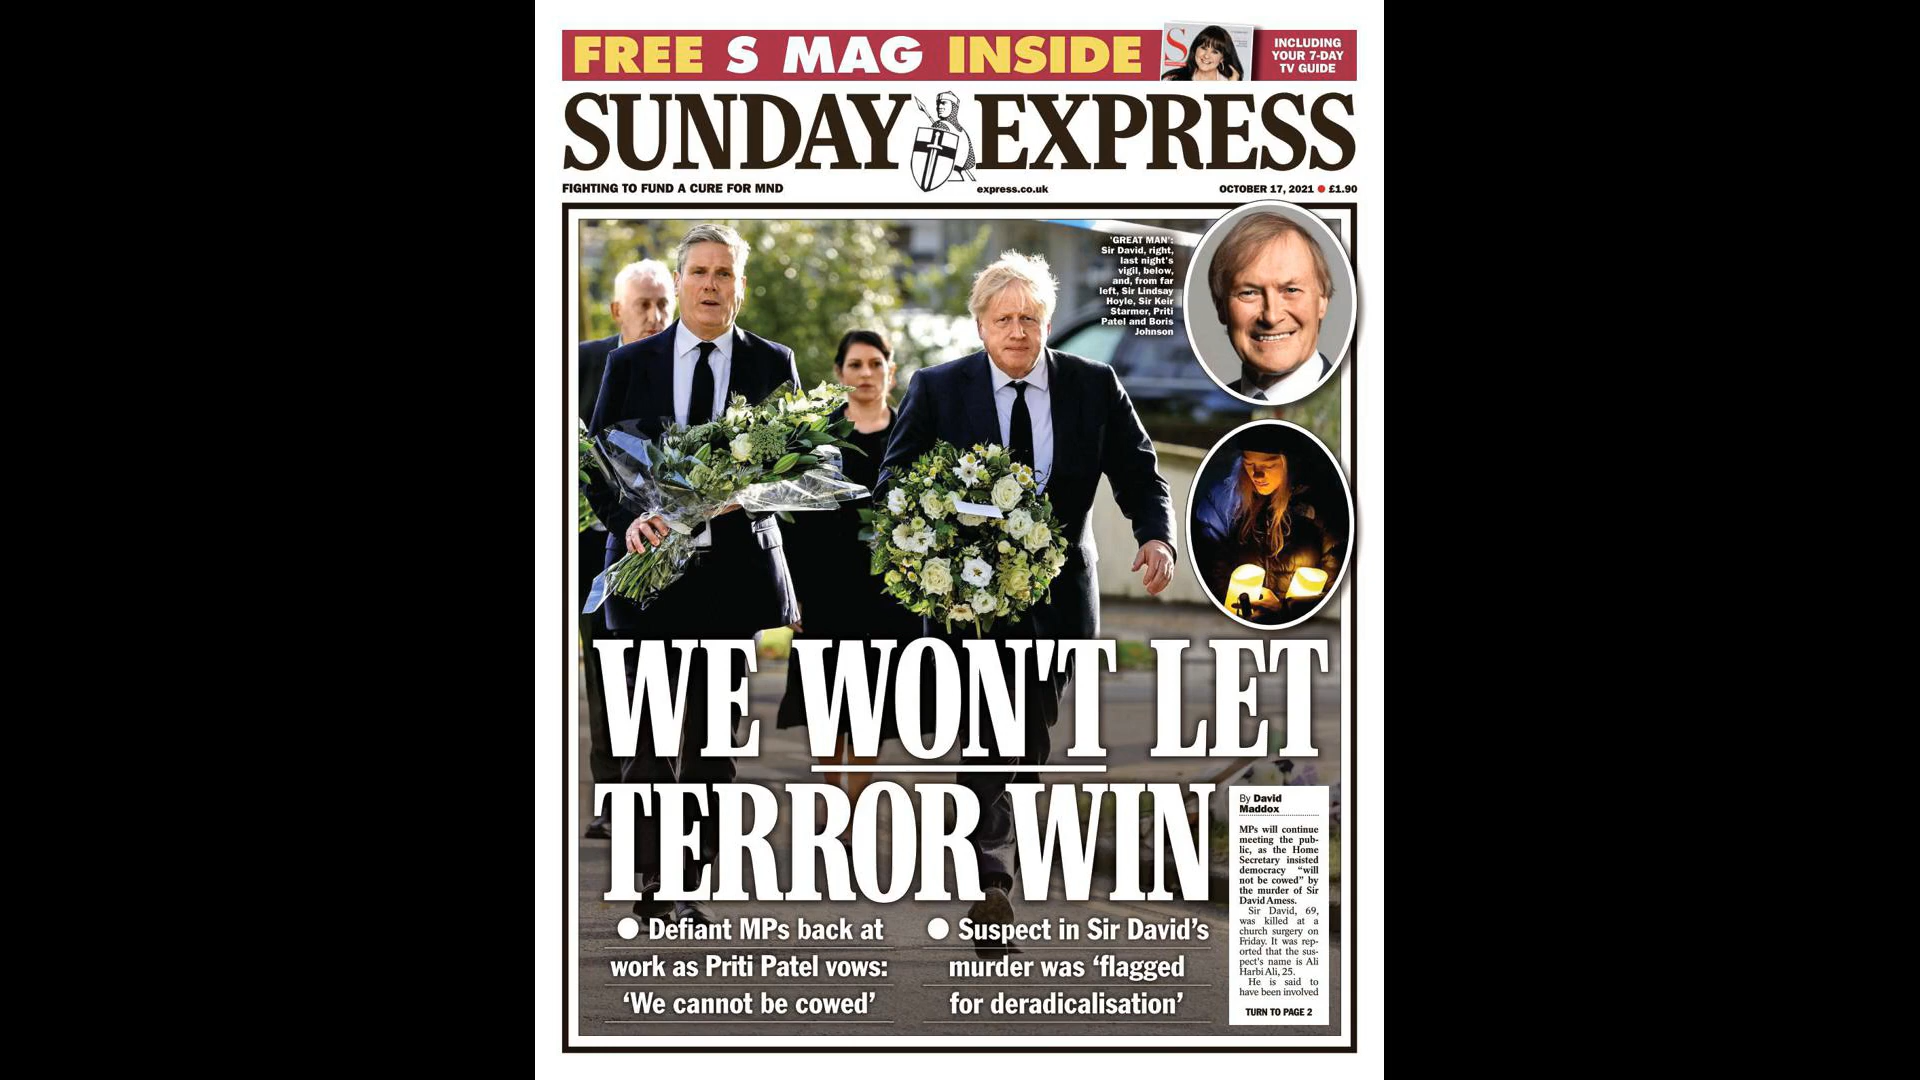 FREE S MAG INSIDE
S
INCLUDING
YOUR 7-DAY
TV GUIDE
SUNDAY EXPRESS
FIGHTING TO FUND A CURE FOR MND
express.co.uk
OCTOBER 17, 2021 ● £1.90
'GREAT MAN':
Sir David, right,
last night's
vigil, below,
and, from far
left, Sir Lindsay
Hoyle, Sir Keir
Starmer, Priti
Patel and Boris
Johnson
WE WON'T LET
TERROR WIN
● Defiant MPs back at
work as Priti Patel vows:
‘We cannot be cowed’
● Suspect in Sir David’s
murder was ‘flagged
for deradicalisation’
By David
Maddox
MPs will continue
meeting the pub-
lic, as the Home
Secretary insisted
democracy “will
not be cowed” by
the murder of Sir
David Amess.
Sir David, 69,
was killed at a
church surgery on
Friday. It was rep-
orted that the sus-
pect's name is Ali
Harbi Ali, 25.
He is said to
have been involved
TURN TO PAGE 2